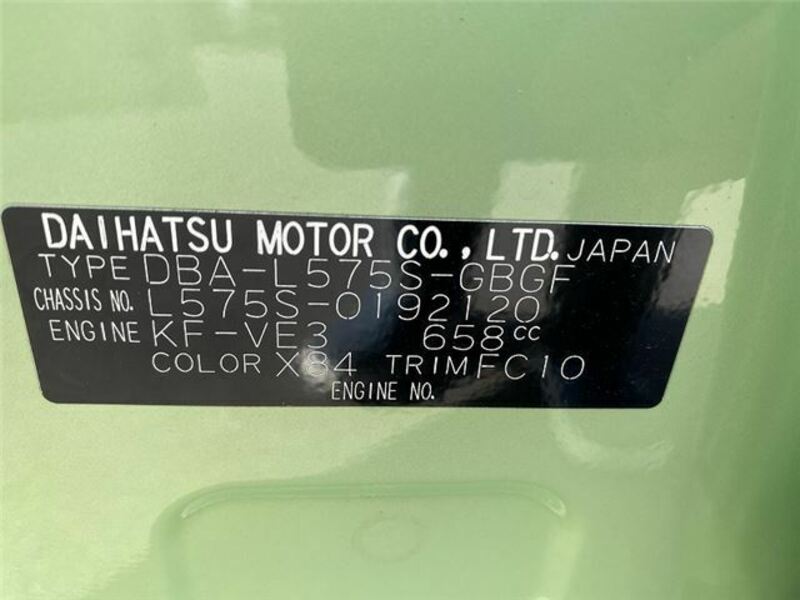 DAIHATSU MOTOR CO., LTD. JAPAN
TYPE DBA-L575S-GBGF
CHASSIS NO. L575S-0192120
ENGINE KF-VE3 658cc
COLOR X84 TRIM FC10
ENGINE NO.